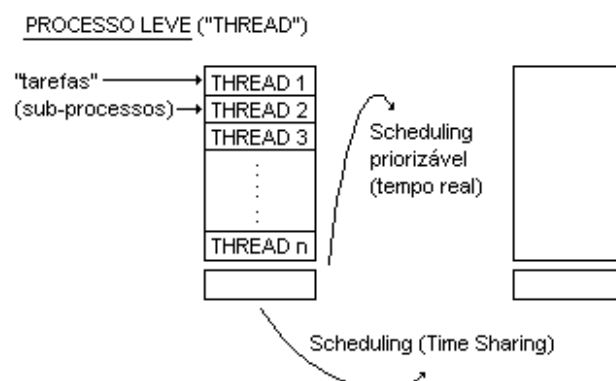 PROCESSO LEVE ("THREAD")
"tarefas"
(sub-processos)
THREAD 1
THREAD 2
THREAD 3
THREAD n
Scheduling
priorizável
(tempo real)
Scheduling (Time Sharing)